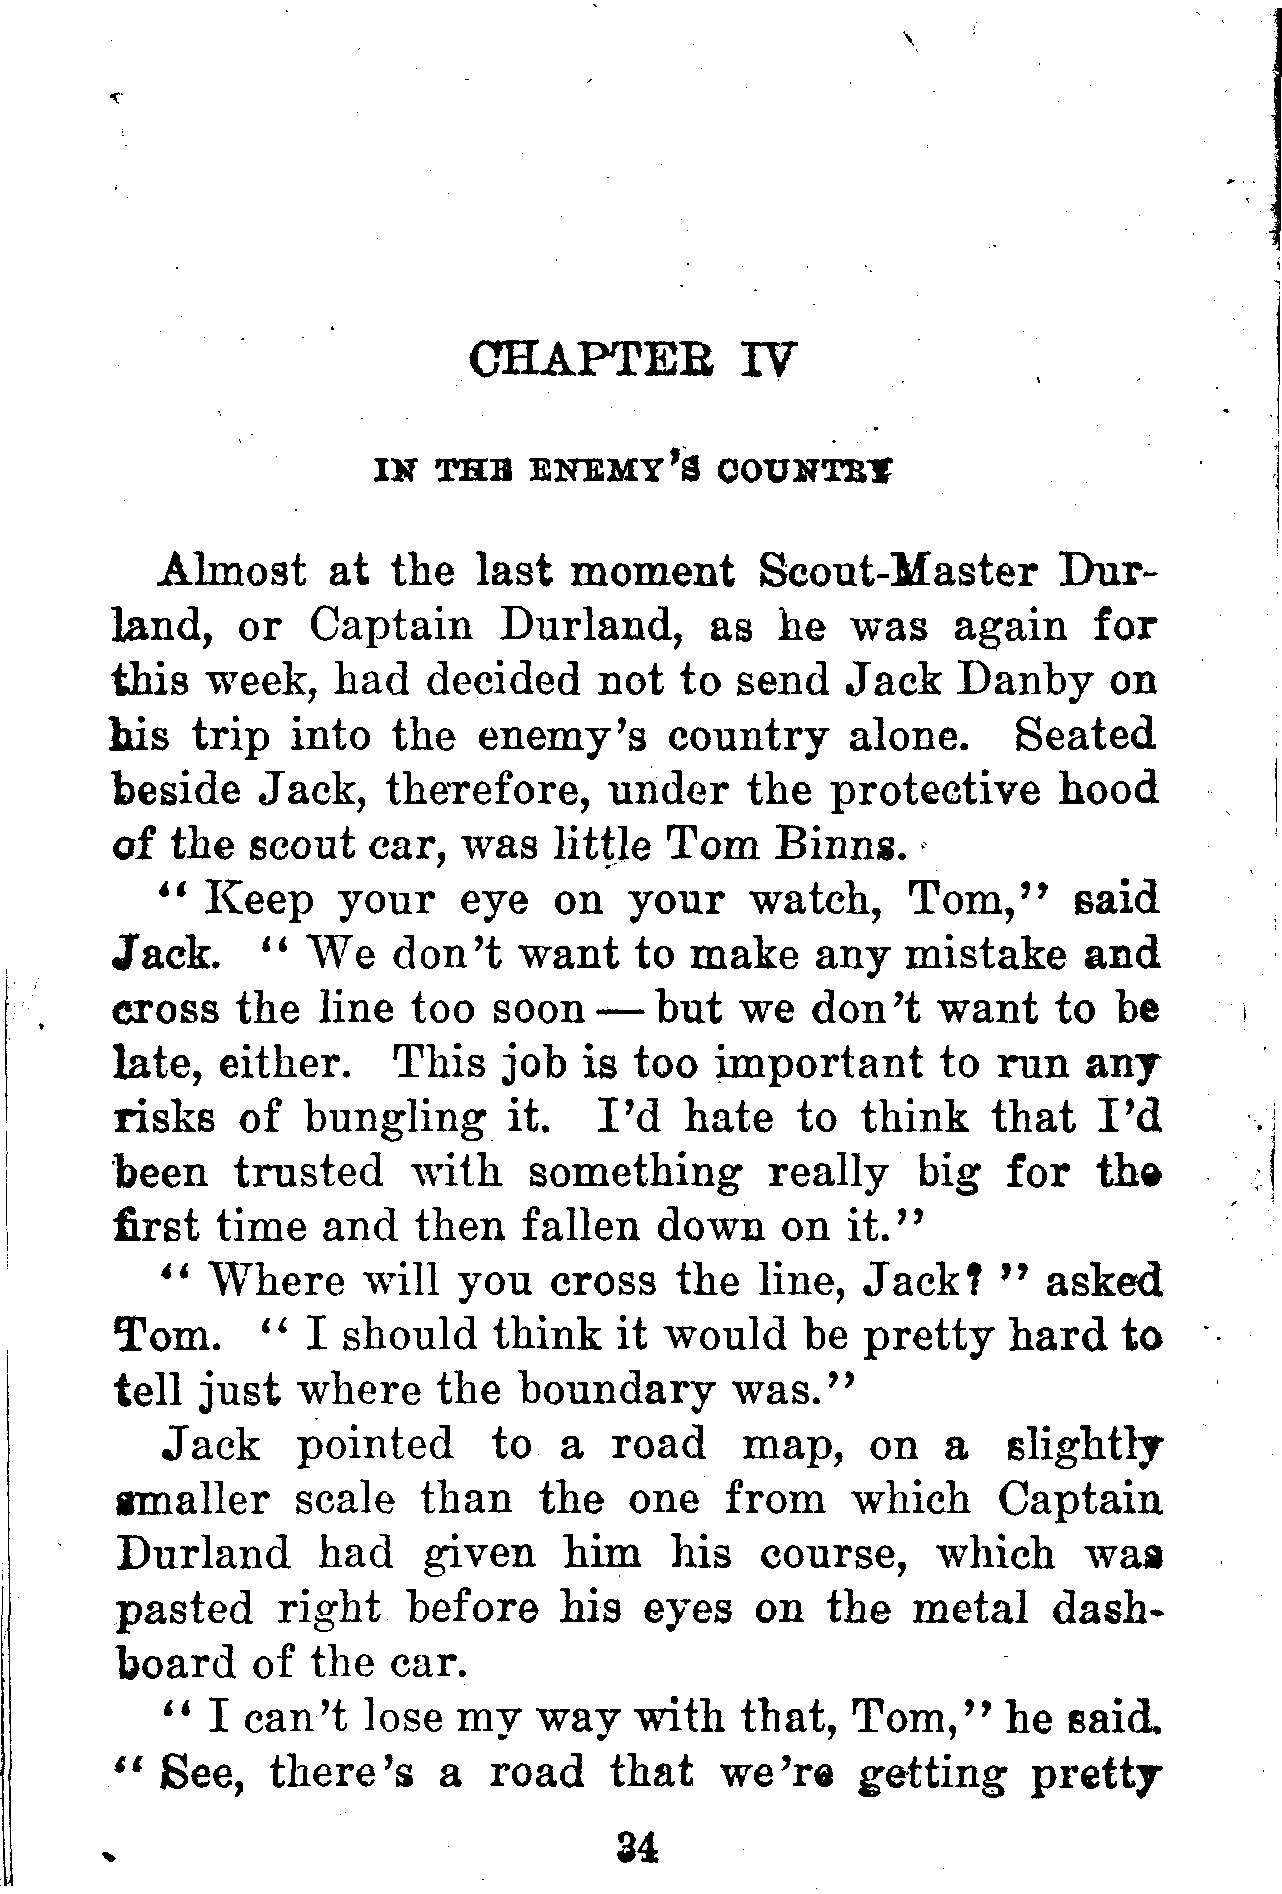 CHAPTER IV
IN THE ENEMY'S COUNTRY
Almost at the last moment Scout-Master Dur-
land, or Captain Durland, as he was again for
this week, had decided not to send Jack Danby on
his trip into the enemy's country alone. Seated
beside Jack, therefore, under the protective hood
of the scout car, was little Tom Binns.
"Keep your eye on your watch, Tom," said
Jack. "We don't want to make any mistake and
cross the line too soon—but we don't want to be
late, either. This job is too important to run any
risks of bungling it. I'd hate to think that I'd
been trusted with something really big for the
first time and then fallen down on it."
"Where will you cross the line, Jack?" asked
Tom. "I should think it would be pretty hard to
tell just where the boundary was."
Jack pointed to a road map, on a slightly
smaller scale than the one from which Captain
Durland had given him his course, which was
pasted right before his eyes on the metal dash-
board of the car.
"I can't lose my way with that, Tom," he said.
"See, there's a road that we're getting pretty
34